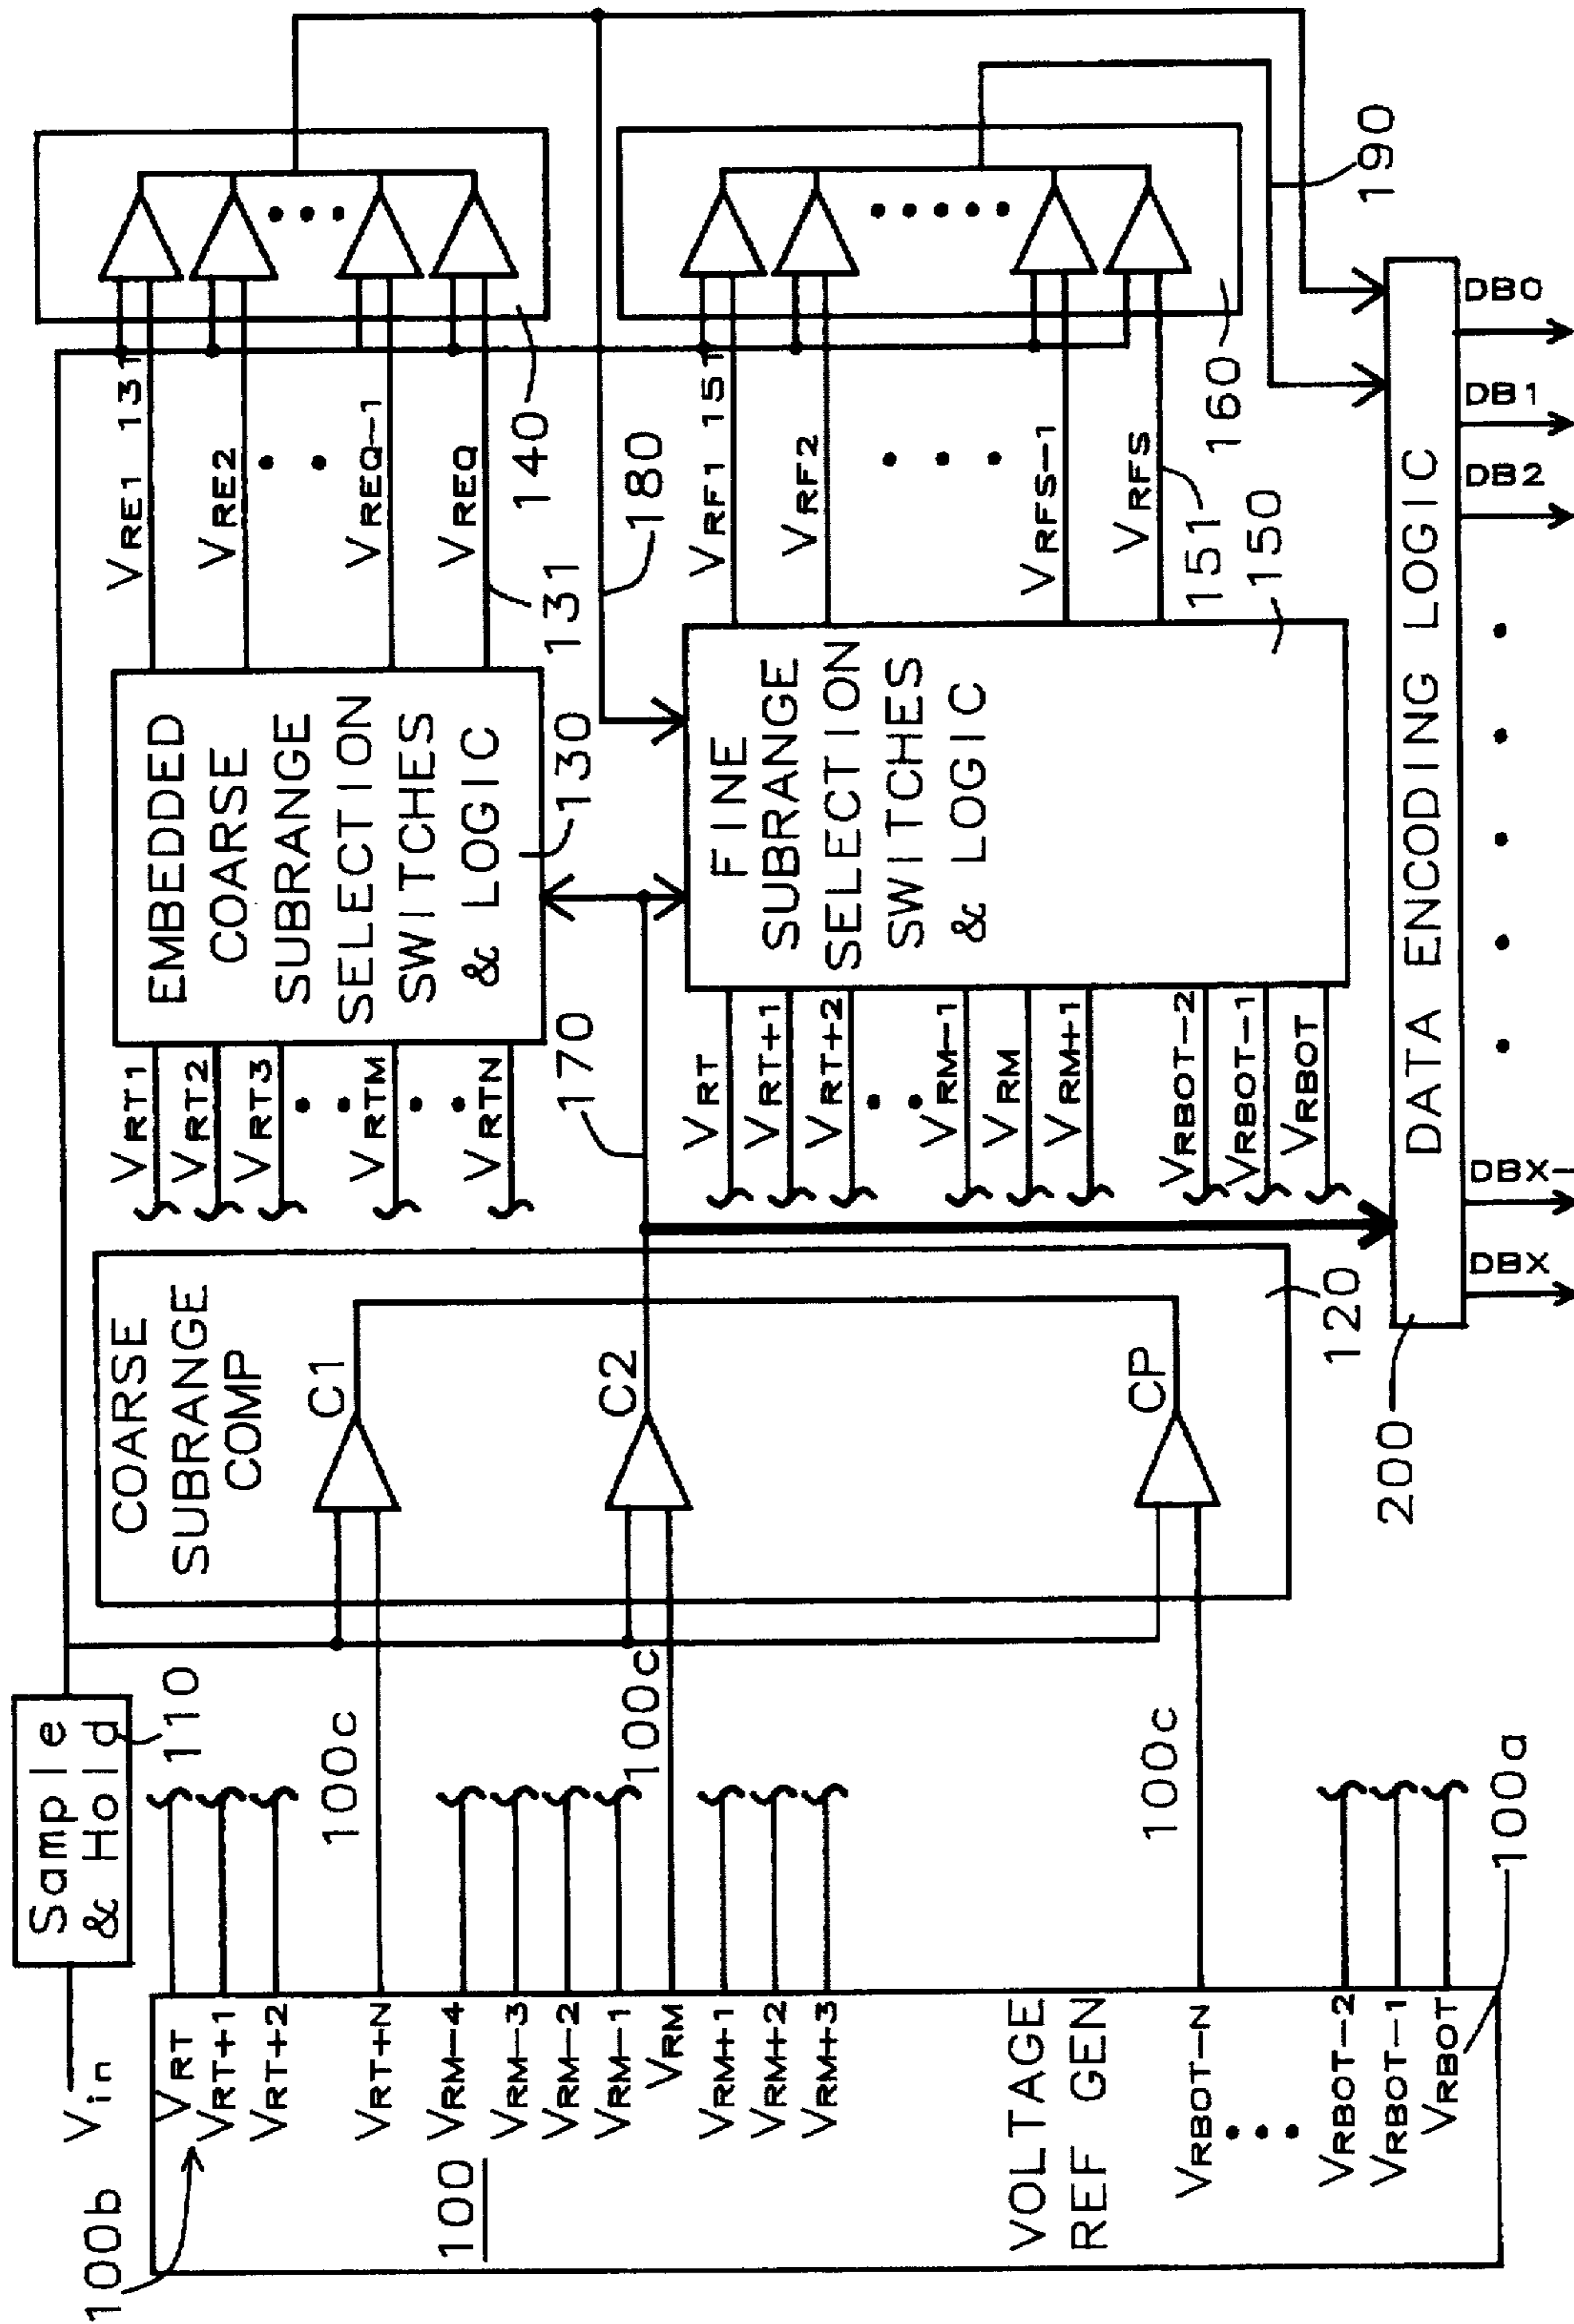 Vin
Sample
& Hold
110
100b
VRT
VRT+1
VRT+2
VRT+N
VRM-4
VRM-3
VRM-2
VRM-1
VRM
VRM+1
VRM+2
VRM+3
100
VOLTAGE
REF GEN
VRBOT-N
VRBOT-2
VRBOT-1
VRBOT
100a
100c
100c
100c
COARSE
SUBRANGE
COMP
C1
C2
CP
120
170
VRT1
VRT2
VRT3
VRTM
VRTN
EMBEDDED
COARSE
SUBRANGE
SELECTION
SWITCHES
& LOGIC
130
VRE1 131
VRE2
VREQ-1
VREQ
131
140
180
VRT
VRT+1
VRT+2
VRM-1
VRM
VRM+1
VRBOT-2
VRBOT-1
VRBOT
FINE
SUBRANGE
SELECTION
SWITCHES
& LOGIC
150
VRF1 151
VRF2
VRFS-1
VRFS
151
160
190
200
DATA ENCODING LOGIC
DBX
DBX-
DB2
DB1
DB0